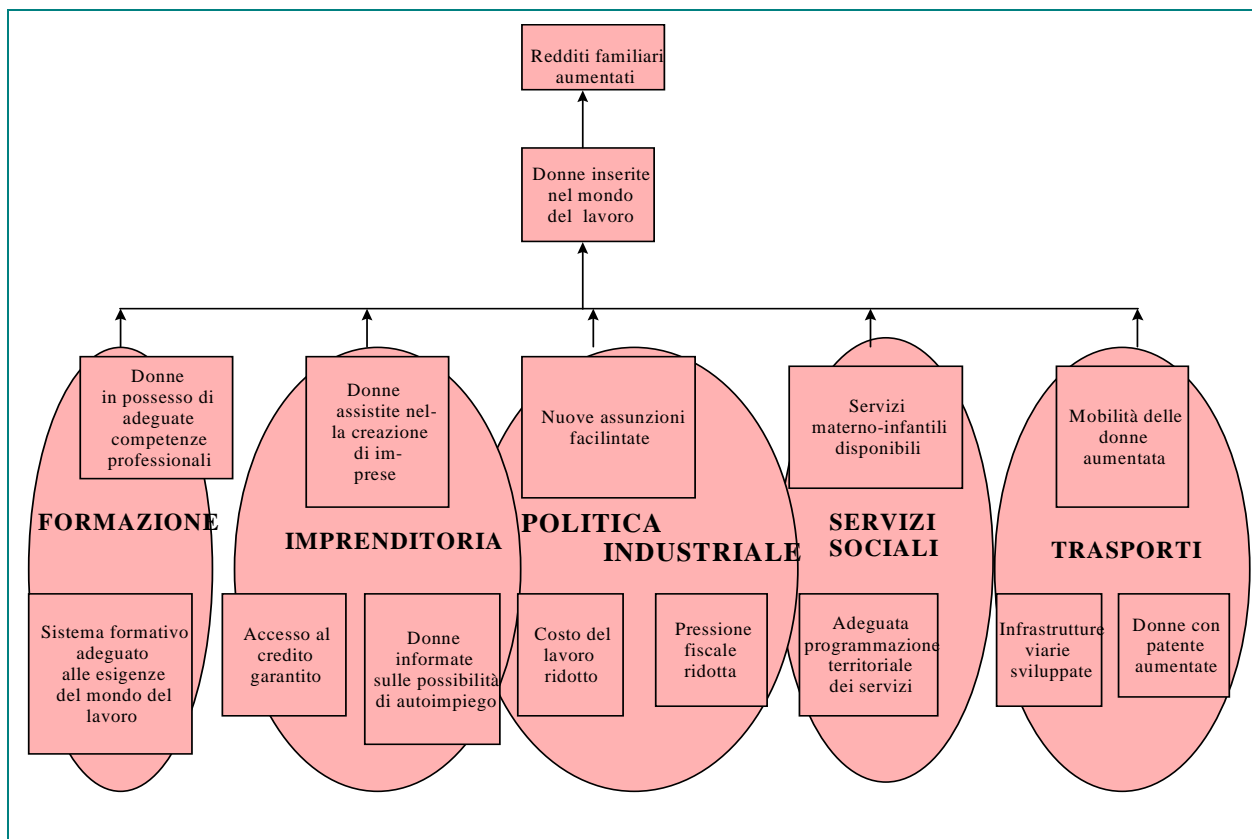 Redditi familiari
aumentati
Donne inserite
nel mondo
del lavoro
Donne
in possesso di
adeguate
competenze
professionali
Donne
assistite nel-
la creazione
di im-
prese
Nuove assunzioni
facilintate
Servizi
materno-infantili
disponibili
Mobilità delle
donne
aumentata
FORMAZIONE
IMPRENDITORIA
POLITICA
INDUSTRIALE
SERVIZI
SOCIALI
TRASPORTI
Sistema formativo
adeguato
alle esigenze
del mondo del
lavoro
Accesso al
credito
garantito
Donne
informate
sulle possibilità
di autoimpiego
Costo del
lavoro
ridotto
Pressione
fiscale
ridotta
Adeguata
programmazione
territoriale
dei servizi
Infrastrutture
viarie
sviluppate
Donne con
patente
aumentate